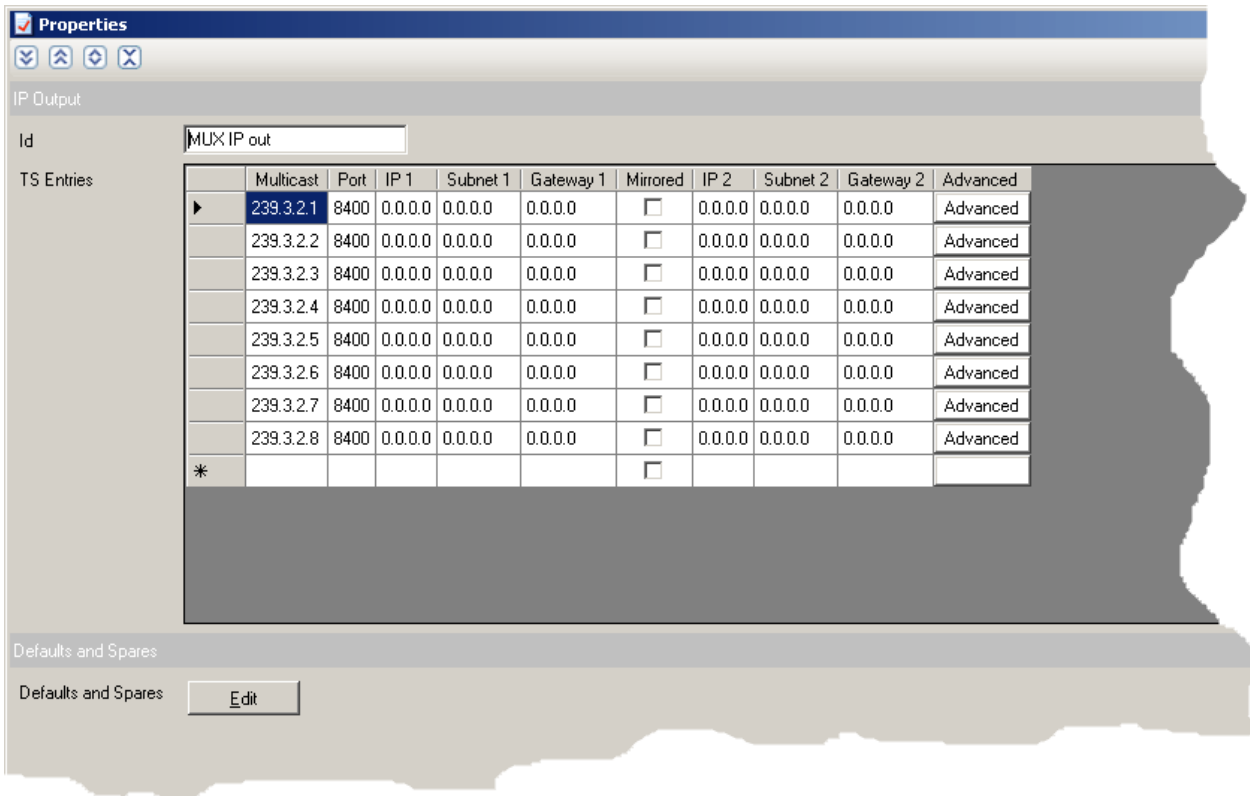 Properties
IP Output
Id MUX IP out
TS Entries Multicast Port IP 1 Subnet 1 Gateway 1 Mirrored IP 2 Subnet 2 Gateway 2 Advanced
239.3.2.1 8400 0.0.0.0 0.0.0.0 0.0.0.0 0.0.0.0 0.0.0.0 0.0.0.0 Advanced
239.3.2.2 8400 0.0.0.0 0.0.0.0 0.0.0.0 0.0.0.0 0.0.0.0 0.0.0.0 Advanced
239.3.2.3 8400 0.0.0.0 0.0.0.0 0.0.0.0 0.0.0.0 0.0.0.0 0.0.0.0 Advanced
239.3.2.4 8400 0.0.0.0 0.0.0.0 0.0.0.0 0.0.0.0 0.0.0.0 0.0.0.0 Advanced
239.3.2.5 8400 0.0.0.0 0.0.0.0 0.0.0.0 0.0.0.0 0.0.0.0 0.0.0.0 Advanced
239.3.2.6 8400 0.0.0.0 0.0.0.0 0.0.0.0 0.0.0.0 0.0.0.0 0.0.0.0 Advanced
239.3.2.7 8400 0.0.0.0 0.0.0.0 0.0.0.0 0.0.0.0 0.0.0.0 0.0.0.0 Advanced
239.3.2.8 8400 0.0.0.0 0.0.0.0 0.0.0.0 0.0.0.0 0.0.0.0 0.0.0.0 Advanced
Defaults and Spares
Defaults and Spares Edit